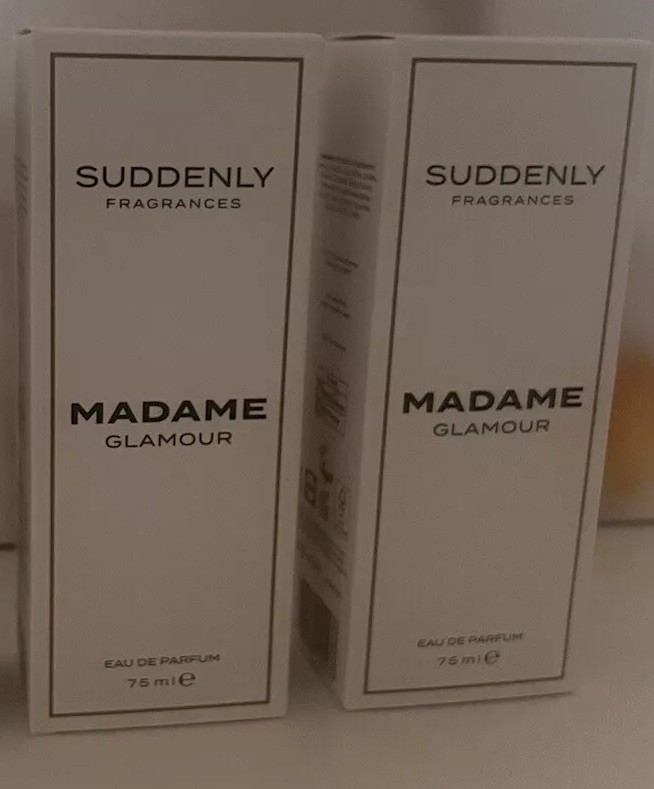 SUDDENLY
FRAGRANCES
MADAME
GLAMOUR
EAU DE PARFUM
75 ml e
SUDDENLY
FRAGRANCES
MADAME
GLAMOUR
EAU DE PARFUM
75 ml e